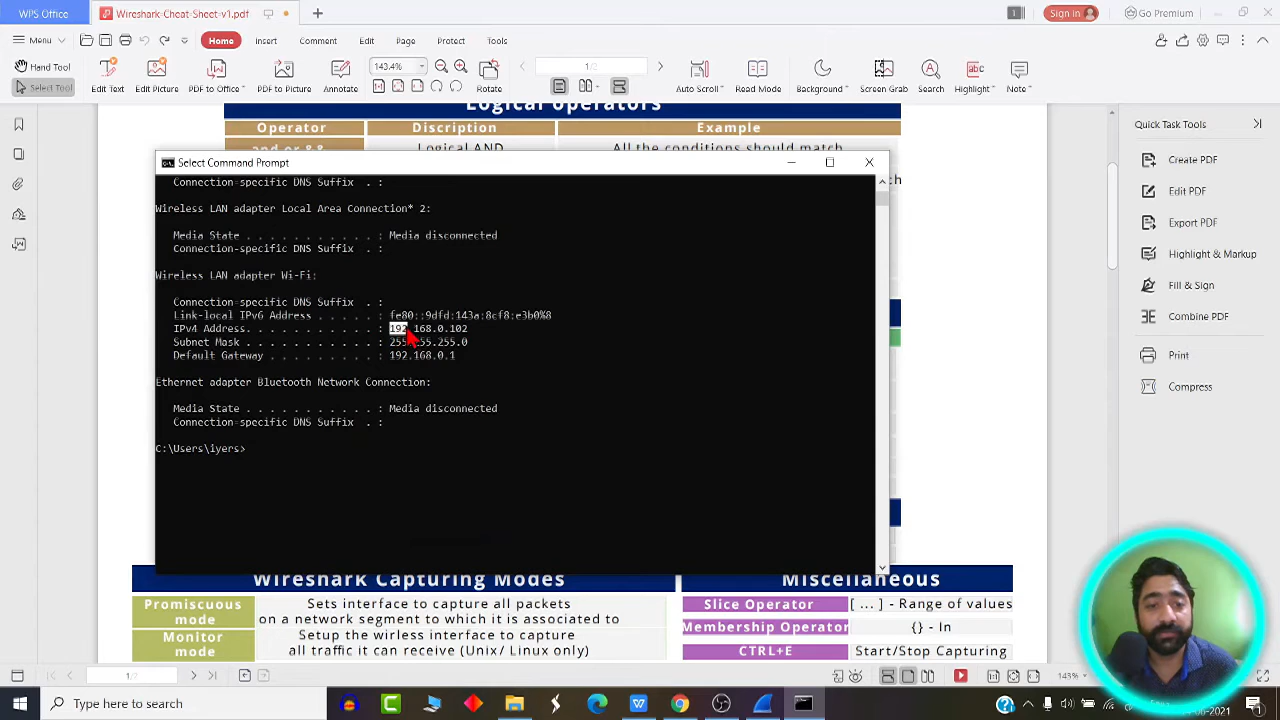 WPS Office
Wireshark-C...t-Sheet-v1.pdf
Sign in
Go Premium
Menu
Home
Insert
Comment
Edit
Page
Protect
Tools
Hand Tool
Select Tool
143.4%
1/2
Edit Text
Edit Picture
PDF to Office
PDF to Picture
Annotate
Rotate
Auto Scroll
Read Mode
Background
Screen Grab
Search
Highlight
Note
Logical operators
Operator
Discription
Example
and or &&
Logical AND
All the conditions should match
Select Command Prompt
Connection-specific DNS Suffix . :
Wireless LAN adapter Local Area Connection* 2:
Media State . . . . . . . . . . . : Media disconnected
Connection-specific DNS Suffix . :
Wireless LAN adapter Wi-Fi:
Connection-specific DNS Suffix . :
Link-local IPv6 Address . . . . . : fe80::9dfd:143a:8cf8:e3b0%8
IPv4 Address. . . . . . . . . . . : 192.168.0.102
Subnet Mask . . . . . . . . . . . : 255.255.255.0
Default Gateway . . . . . . . . . : 192.168.0.1
Ethernet adapter Bluetooth Network Connection:
Media State . . . . . . . . . . . : Media disconnected
Connection-specific DNS Suffix . :
C:\Users\iyers>
Quick Task Tools
Create PDF
Edit PDF
Export PDF
Highlight & Markup
Fill & Sign
Convert PDF
Print
Compress
Wireshark Capturing Modes
Promiscuous mode
Sets interface to capture all packets
on a network segment to which it is associated to
Monitor mode
Setup the wirless interface to capture
all traffic it can receive (Unix/ Linux only)
Miscellaneous
Slice Operator
[ ... ] - Range of values
Membership Operator
{} - In
CTRL+E
Start/Stop Capturing
1/2
143%
Type here to search